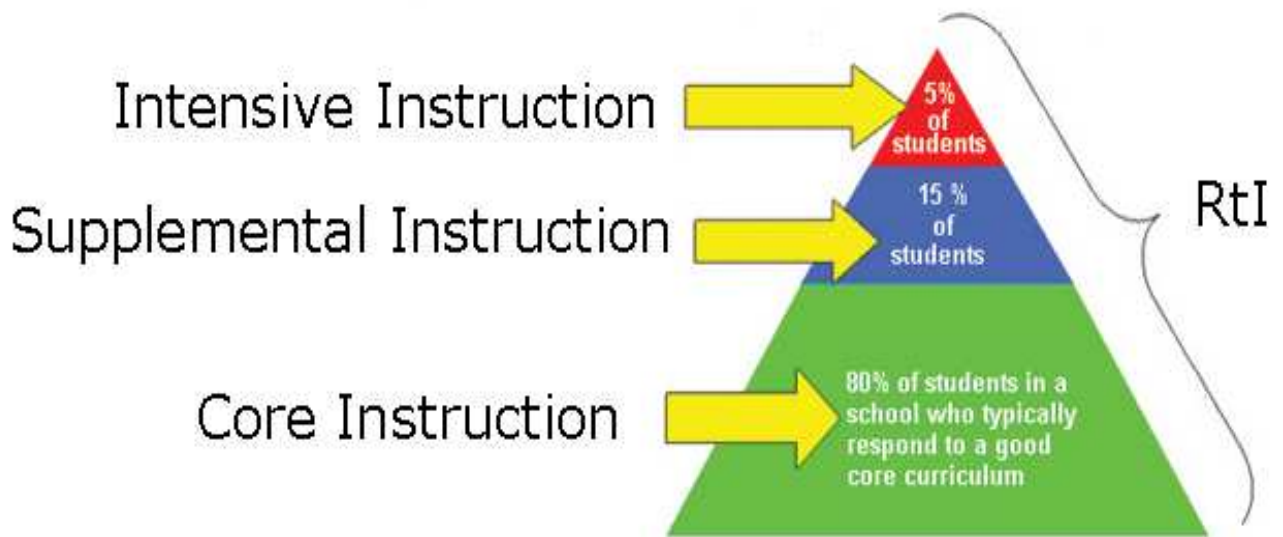 Intensive Instruction
5%
of
students
Supplemental Instruction
15 %
of
students
RtI
Core Instruction
80% of students in a
school who typically
respond to a good
core curriculum